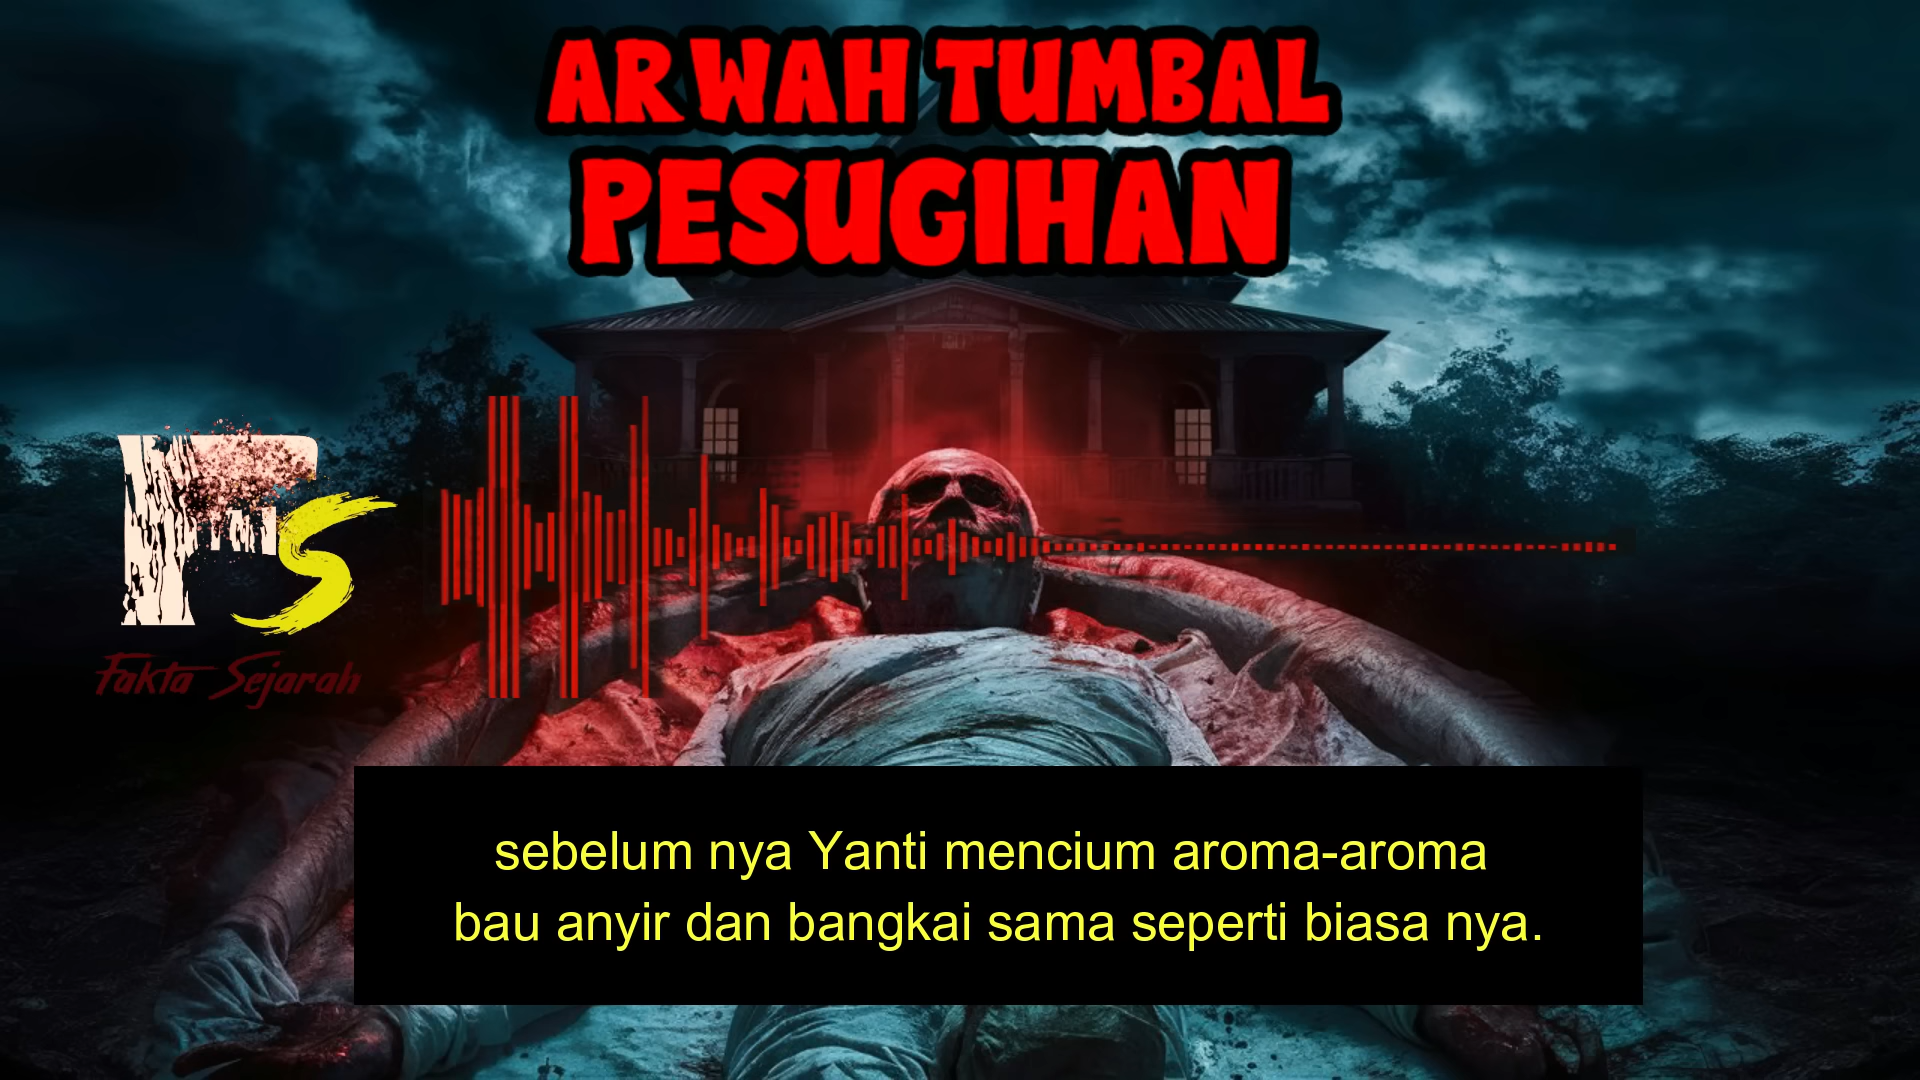 ARWAH TUMBAL
PESUGIHAN
FS
Fakta Sejarah
sebelum nya Yanti mencium aroma-aroma
bau anyir dan bangkai sama seperti biasa nya.